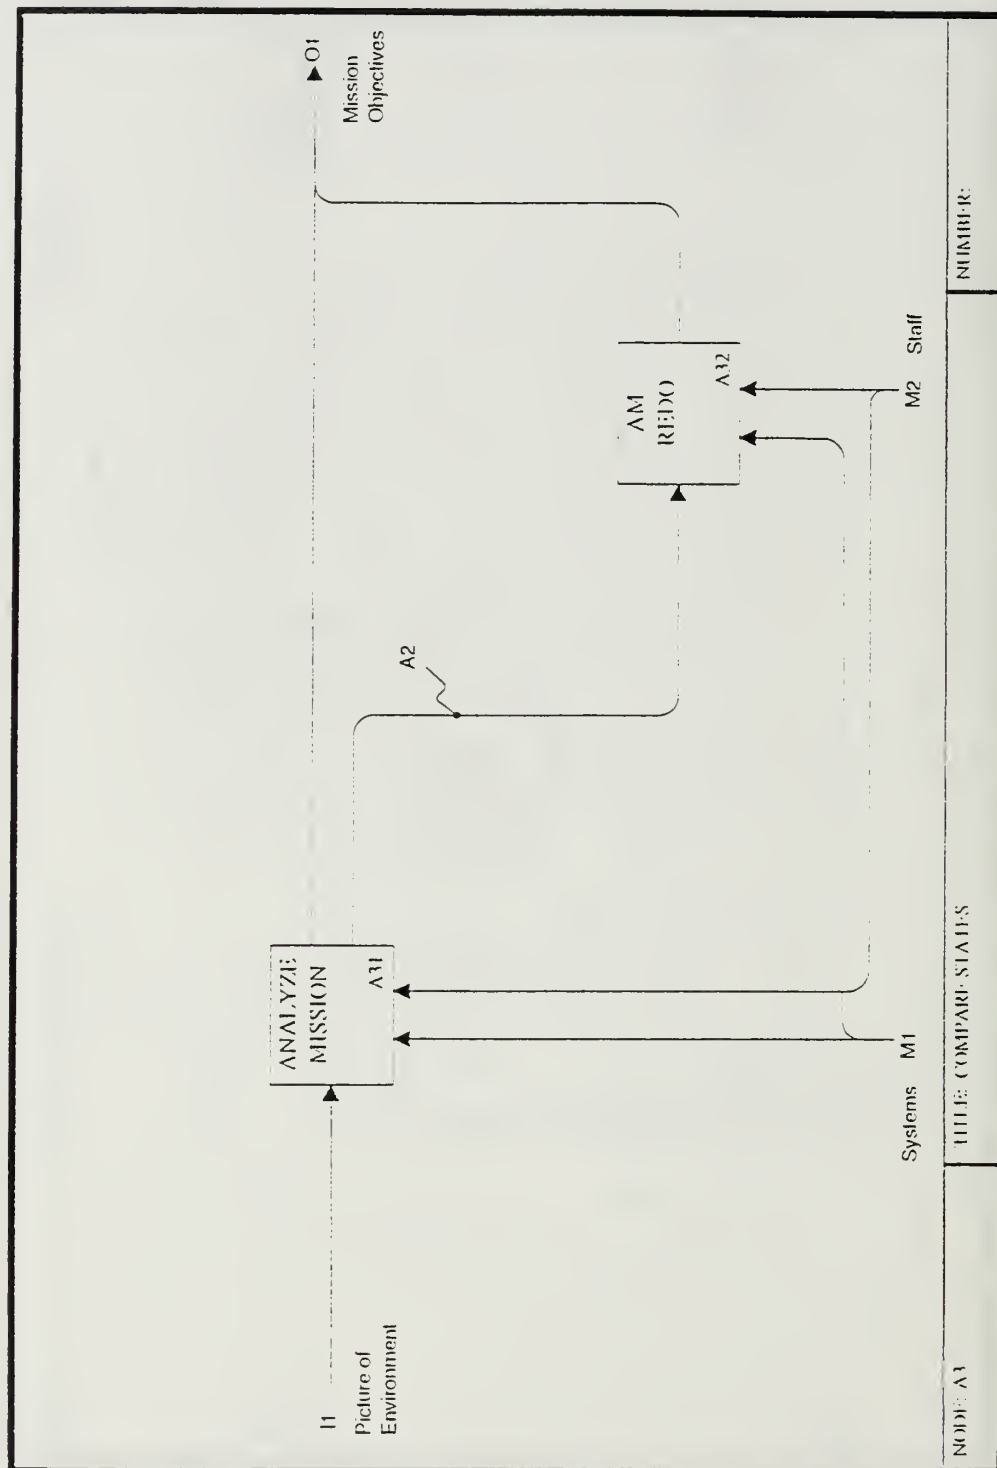 O1
Mission
Objectives
ANALYZE
MISSION
A31
I1
Picture of
Environment
A2
AM
REDO
A32
Systems M1
M2 Staff
NODE: A3
TITLE: COMPARE STATES
NUMBER: